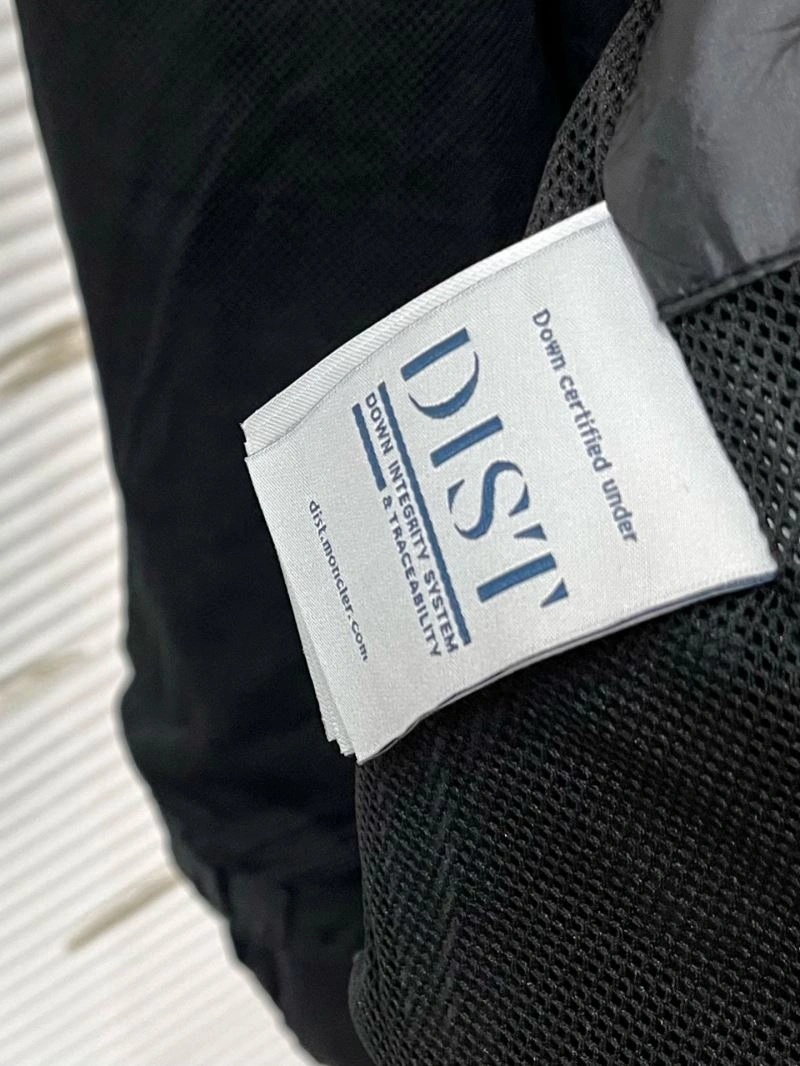 Down certified under
DIST
DOWN INTEGRITY SYSTEM
& TRACEABILITY
dist.moncler.com